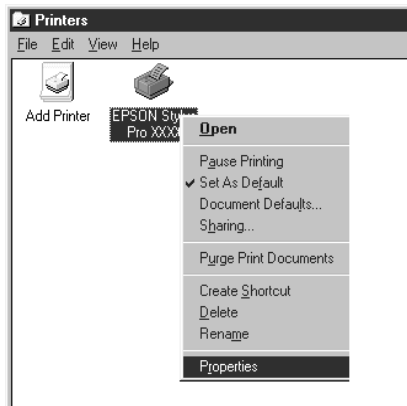 Printers
File Edit View Help
Add Printer
EPSON
Pro XXXX
Open
Pause Printing
Set As Default
Document Defaults...
Sharing...
Purge Print Documents
Create Shortcut
Delete
Rename
Properties